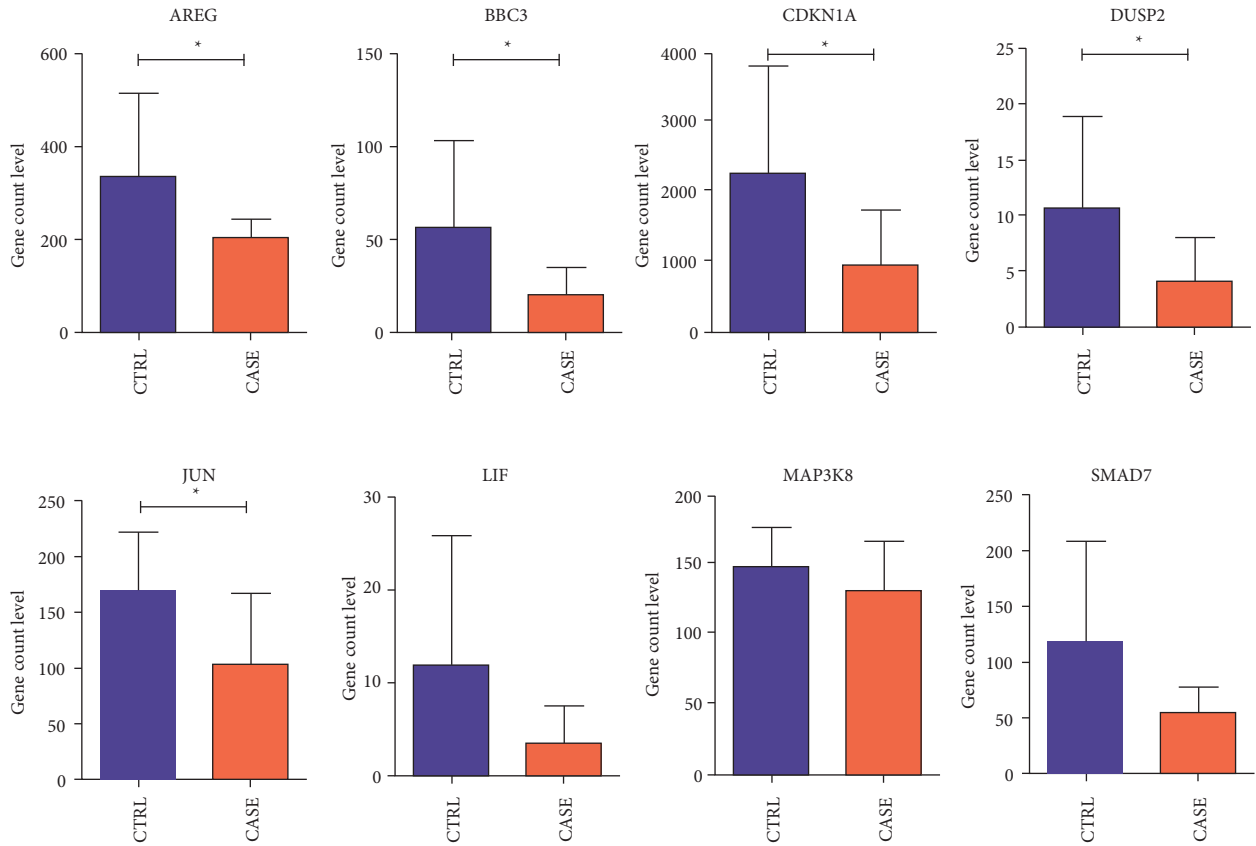 AREG
*
600
400
200
0
Gene count level
CTRL
CASE
BBC3
*
150
100
50
0
Gene count level
CTRL
CASE
CDKN1A
*
4000
3000
2000
1000
0
Gene count level
CTRL
CASE
DUSP2
*
25
20
15
10
5
0
Gene count level
CTRL
CASE
JUN
*
250
200
150
100
50
0
Gene count level
CTRL
CASE
LIF
30
20
10
0
Gene count level
CTRL
CASE
MAP3K8
200
150
100
50
0
Gene count level
CTRL
CASE
SMAD7
250
200
150
100
50
0
Gene count level
CTRL
CASE